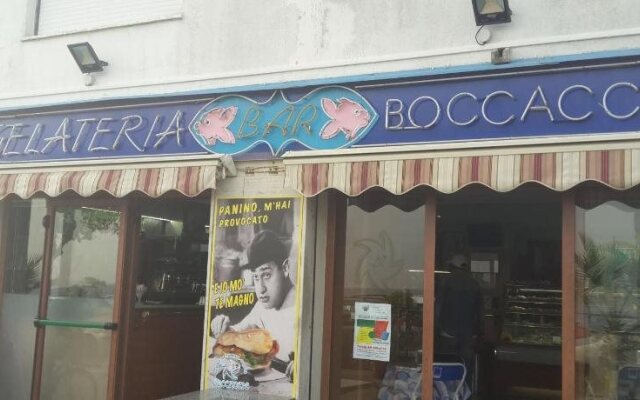 GELATERIA BAR BOCCACC
PANINO, M'HAI
PROVOCATO
E IO MO'
TE MAGNO